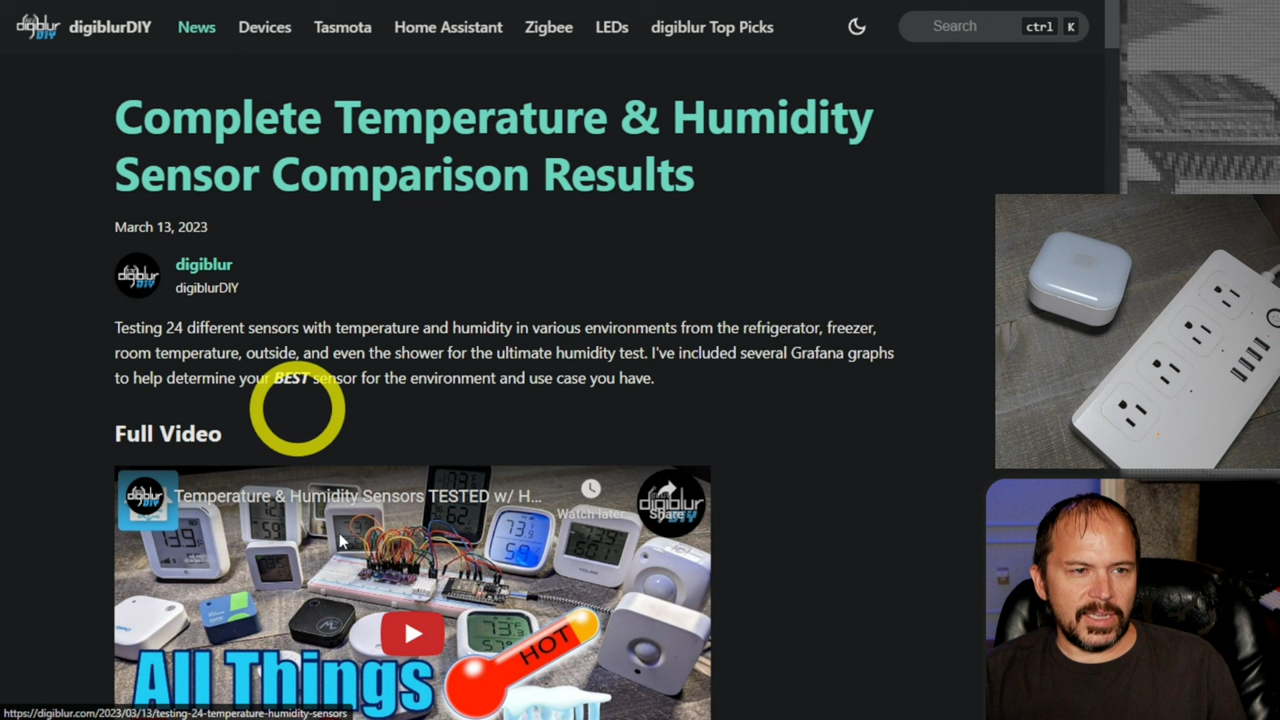 digiblurDIY News Devices Tasmota Home Assistant Zigbee LEDs digiblur Top Picks Search ctrl K
Complete Temperature & Humidity
Sensor Comparison Results
March 13, 2023
digiblur
digiblurDIY
Testing 24 different sensors with temperature and humidity in various environments from the refrigerator, freezer,
room temperature, outside, and even the shower for the ultimate humidity test. I've included several Grafana graphs
to help determine your BEST sensor for the environment and use case you have.
Full Video
Temperature & Humidity Sensors TESTED w/ H...
Watch later
Share
digiblur DIY
HOT
All Things
https://digiblur.com/2023/03/13/testing-24-temperature-humidity-sensors